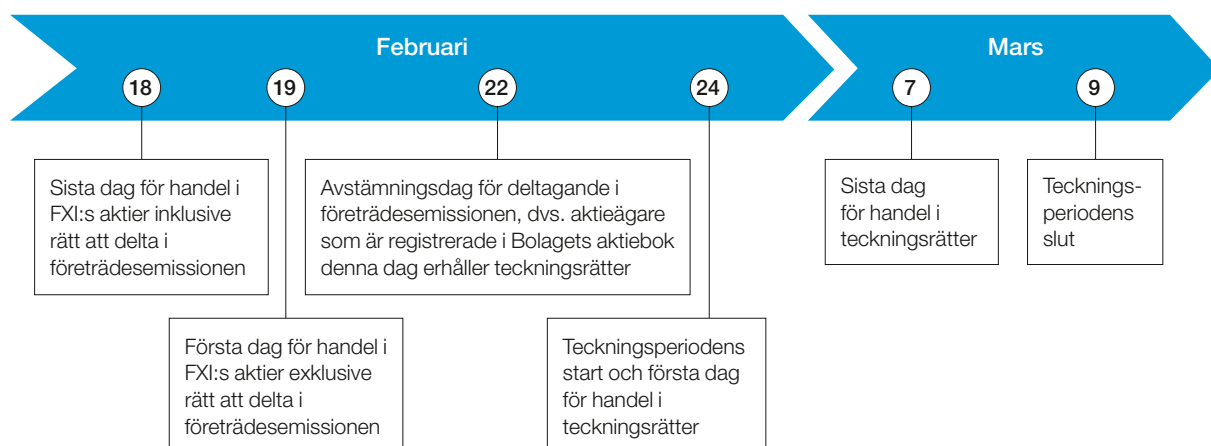 Februari
Mars
18
19
22
24
7
9
Sista dag för handel i
FXI:s aktier inklusive
rätt att delta i
företrädesemissionen
Avstämningsdag för deltagande i
företrädesemissionen, dvs. aktieägare
som är registrerade i Bolagets aktiebok
denna dag erhåller teckningsrätter
Sista dag
för handel i
teckningsrätter
Tecknings-
periodens
slut
Första dag för handel i
FXI:s aktier exklusive
rätt att delta i
företrädesemissionen
Teckningsperiodens
start och första dag
för handel i
teckningsrätter